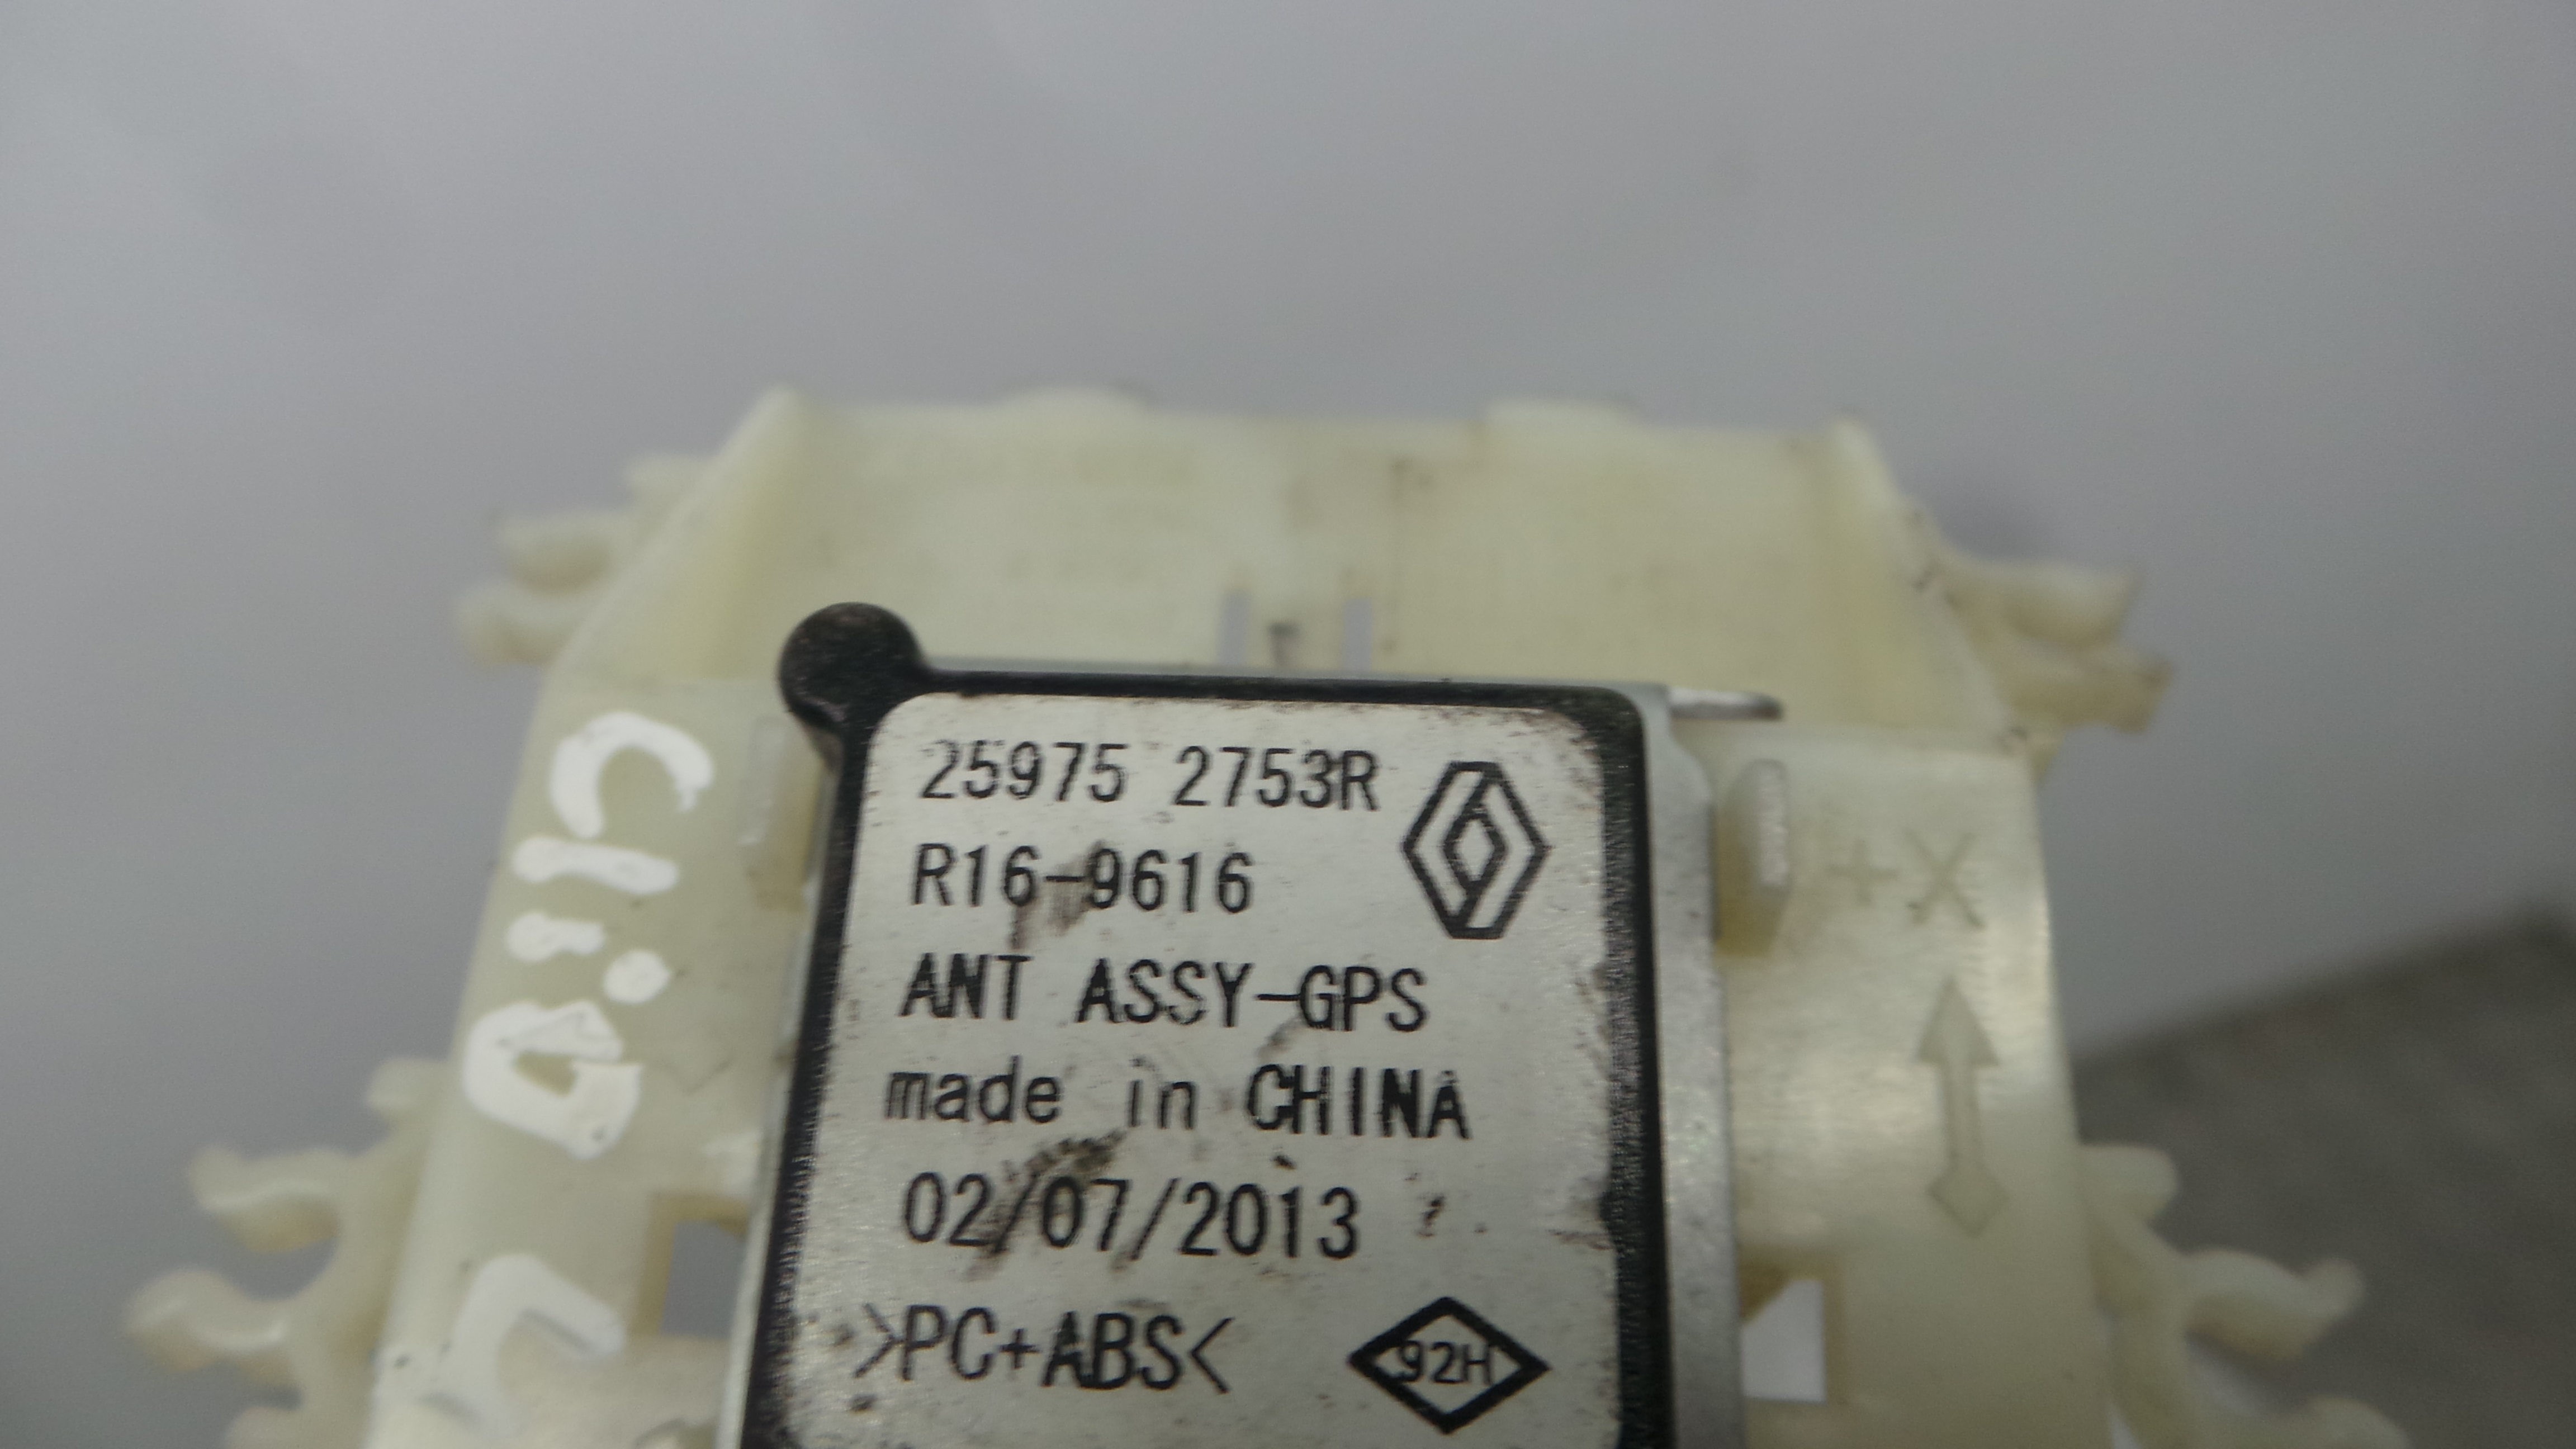 25975 2753R
R16-9616
ANT ASSY-GPS
made in CHINA
02/07/2013
>PC+ABS<
92H
+X
Clio